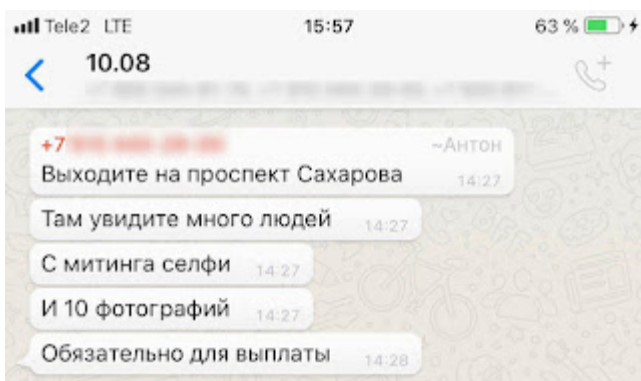 Tele2 LTE 15:57 63 %
10.08
+7
~Антон
Выходите на проспект Сахарова 14:27
Там увидите много людей 14:27
С митинга селфи 14:27
И 10 фотографий 14:27
Обязательно для выплаты 14:28